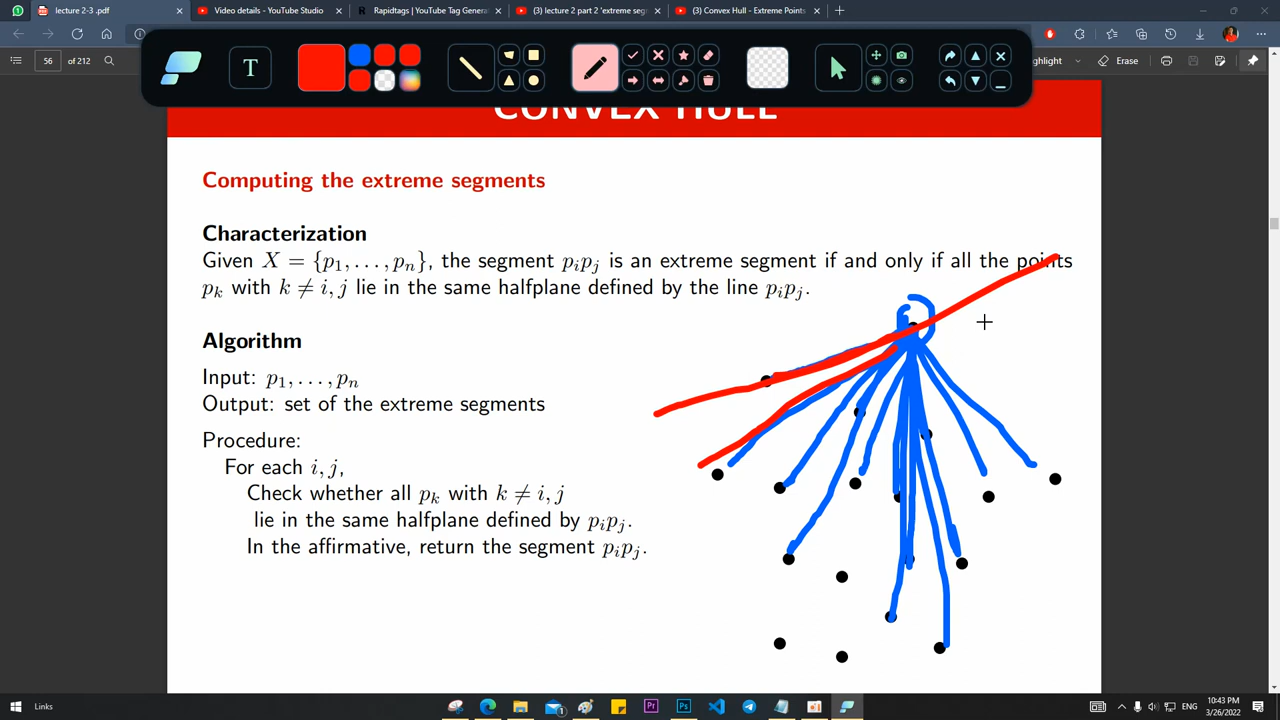 lecture 2-3 .pdf
Video details - YouTube Studio
Rapidtags | YouTube Tag Genera
(3) lecture 2 part 2 'extreme seg
(3) Convex Hull - Extreme Points
56 of 212
T
highlight
Erase
CONVEX HULL
Computing the extreme segments
Characterization
Given X = {p₁, . . . , pₙ}, the segment pᵢpⱼ is an extreme segment if and only if all the points
pₖ with k ≠ i, j lie in the same halfplane defined by the line pᵢpⱼ.
Algorithm
Input: p₁, . . . , pₙ
Output: set of the extreme segments
Procedure:
For each i, j,
Check whether all pₖ with k ≠ i, j
lie in the same halfplane defined by pᵢpⱼ.
In the affirmative, return the segment pᵢpⱼ.
Links
10:43 PM
3/26/2022